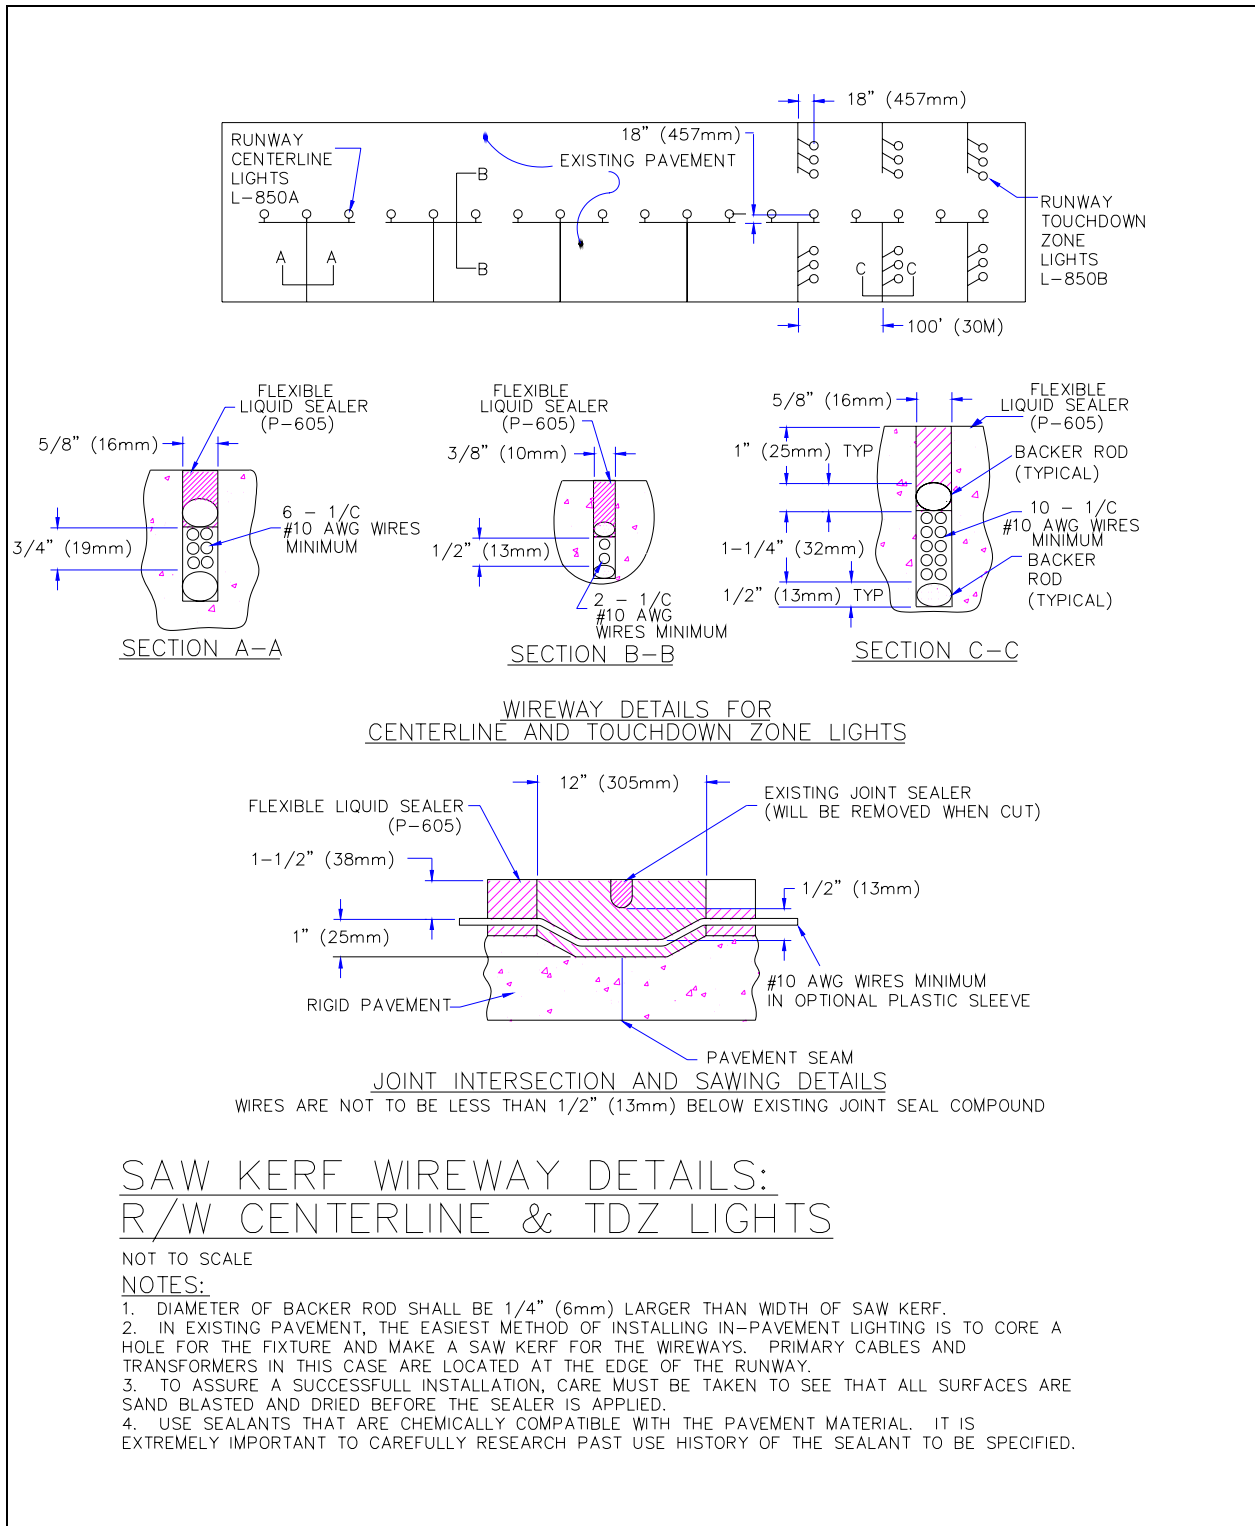 18” (457mm)
18” (457mm)
RUNWAY
CENTERLINE
LIGHTS
L-850A
EXISTING PAVEMENT
B
B
A
A
C
C
RUNWAY
TOUCHDOWN
ZONE
LIGHTS
L-850B
100’ (30M)
FLEXIBLE
LIQUID SEALER
(P-605)
5/8” (16mm)
6 - 1/C
#10 AWG WIRES
MINIMUM
3/4” (19mm)
SECTION A-A
FLEXIBLE
LIQUID SEALER
(P-605)
3/8” (10mm)
1/2” (13mm)
2 - 1/C
#10 AWG
WIRES MINIMUM
SECTION B-B
FLEXIBLE
LIQUID SEALER
(P-605)
5/8” (16mm)
1” (25mm) TYP
BACKER ROD
(TYPICAL)
10 - 1/C
#10 AWG WIRES
MINIMUM
1-1/4” (32mm)
BACKER
ROD
(TYPICAL)
1/2” (13mm) TYP
SECTION C-C
WIREWAY DETAILS FOR
CENTERLINE AND TOUCHDOWN ZONE LIGHTS
12” (305mm)
EXISTING JOINT SEALER
(WILL BE REMOVED WHEN CUT)
FLEXIBLE LIQUID SEALER
(P-605)
1-1/2” (38mm)
1/2” (13mm)
1” (25mm)
#10 AWG WIRES MINIMUM
IN OPTIONAL PLASTIC SLEEVE
RIGID PAVEMENT
PAVEMENT SEAM
JOINT INTERSECTION AND SAWING DETAILS
WIRES ARE NOT TO BE LESS THAN 1/2” (13mm) BELOW EXISTING JOINT SEAL COMPOUND
SAW KERF WIREWAY DETAILS:
R/W CENTERLINE & TDZ LIGHTS
NOT TO SCALE
NOTES:
1. DIAMETER OF BACKER ROD SHALL BE 1/4” (6mm) LARGER THAN WIDTH OF SAW KERF.
2. IN EXISTING PAVEMENT, THE EASIEST METHOD OF INSTALLING IN-PAVEMENT LIGHTING IS TO CORE A
HOLE FOR THE FIXTURE AND MAKE A SAW KERF FOR THE WIREWAYS. PRIMARY CABLES AND
TRANSFORMERS IN THIS CASE ARE LOCATED AT THE EDGE OF THE RUNWAY.
3. TO ASSURE A SUCCESSFULL INSTALLATION, CARE MUST BE TAKEN TO SEE THAT ALL SURFACES ARE
SAND BLASTED AND DRIED BEFORE THE SEALER IS APPLIED.
4. USE SEALANTS THAT ARE CHEMICALLY COMPATIBLE WITH THE PAVEMENT MATERIAL. IT IS
EXTREMELY IMPORTANT TO CAREFULLY RESEARCH PAST USE HISTORY OF THE SEALANT TO BE SPECIFIED.